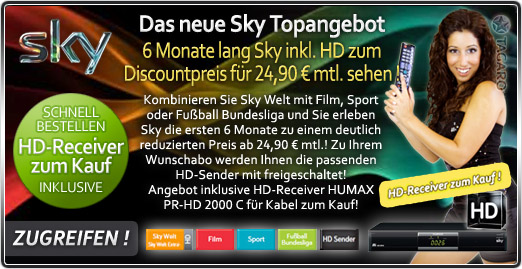 sky
Das neue Sky Topangebot
6 Monate lang Sky inkl. HD zum
Discountpreis für 24,90 € mtl. sehen !
Kombinieren Sie Sky Welt mit Film, Sport
oder Fußball Bundesliga und Sie erleben
Sky die ersten 6 Monate zu einem deutlich
reduzierten Preis ab 24,90 € mtl.! Zu Ihrem
Wunschabo werden Ihnen die passenden
HD-Sender mit freigeschaltet!
Angebot inklusive HD-Receiver HUMAX
PR-HD 2000 C für Kabel zum Kauf!
SCHNELL
BESTELLEN
HD-Receiver
zum Kauf
INKLUSIVE
TACARO
HD-Receiver zum Kauf !
HD
sky
ZUGREIFEN !
Sky Welt
Sky Welt Extra
HD
Film
Sport
Fußball
Bundesliga
HD Sender